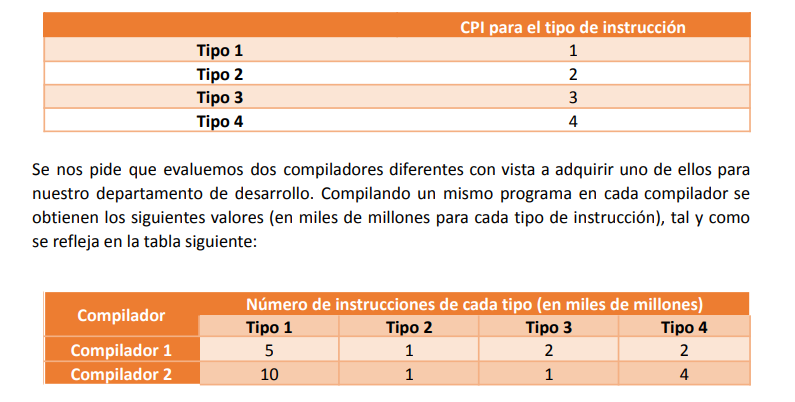 CPI para el tipo de instrucción
Tipo 1 1
Tipo 2 2
Tipo 3 3
Tipo 4 4
Se nos pide que evaluemos dos compiladores diferentes con vista a adquirir uno de ellos para
nuestro departamento de desarrollo. Compilando un mismo programa en cada compilador se
obtienen los siguientes valores (en miles de millones para cada tipo de instrucción), tal y como
se refleja en la tabla siguiente:
Compilador
Número de instrucciones de cada tipo (en miles de millones)
Tipo 1 Tipo 2 Tipo 3 Tipo 4
Compilador 1 5 1 2 2
Compilador 2 10 1 1 4